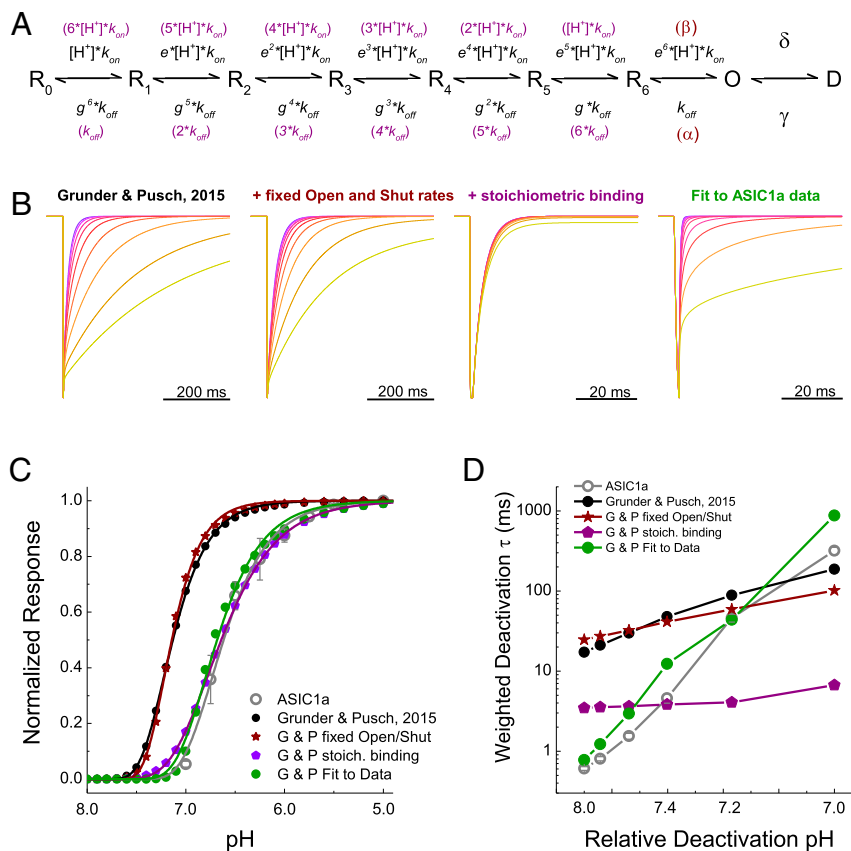 A
(6*[H+]*kon) (5*[H+]*kon) (4*[H+]*kon) (3*[H+]*kon) (2*[H+]*kon) ([H+]*kon) (β)
[H+]*kon e*[H+]*kon e²*[H+]*kon e³*[H+]*kon e⁴*[H+]*kon e⁵*[H+]*kon e⁶*[H+]*kon δ
R0 R1 R2 R3 R4 R5 R6 O D
g⁶*koff g⁵*koff g⁴*koff g³*koff g²*koff g*koff koff γ
(koff) (2*koff) (3*koff) (4*koff) (5*koff) (6*koff) (α)
B
Grunder & Pusch, 2015 + fixed Open and Shut rates + stoichiometric binding Fit to ASIC1a data
200 ms 200 ms 20 ms 20 ms
C
Normalized Response
1.0
0.8
0.6
0.4
0.2
0.0
ASIC1a
Grunder & Pusch, 2015
G & P fixed Open/Shut
G & P stoich. binding
G & P Fit to Data
8.0 7.0 6.0 5.0
pH
D
Weighted Deactivation τ (ms)
1000
100
10
1
ASIC1a
Grunder & Pusch, 2015
G & P fixed Open/Shut
G & P stoich. binding
G & P Fit to Data
8.0 7.4 7.2 7.0
Relative Deactivation pH